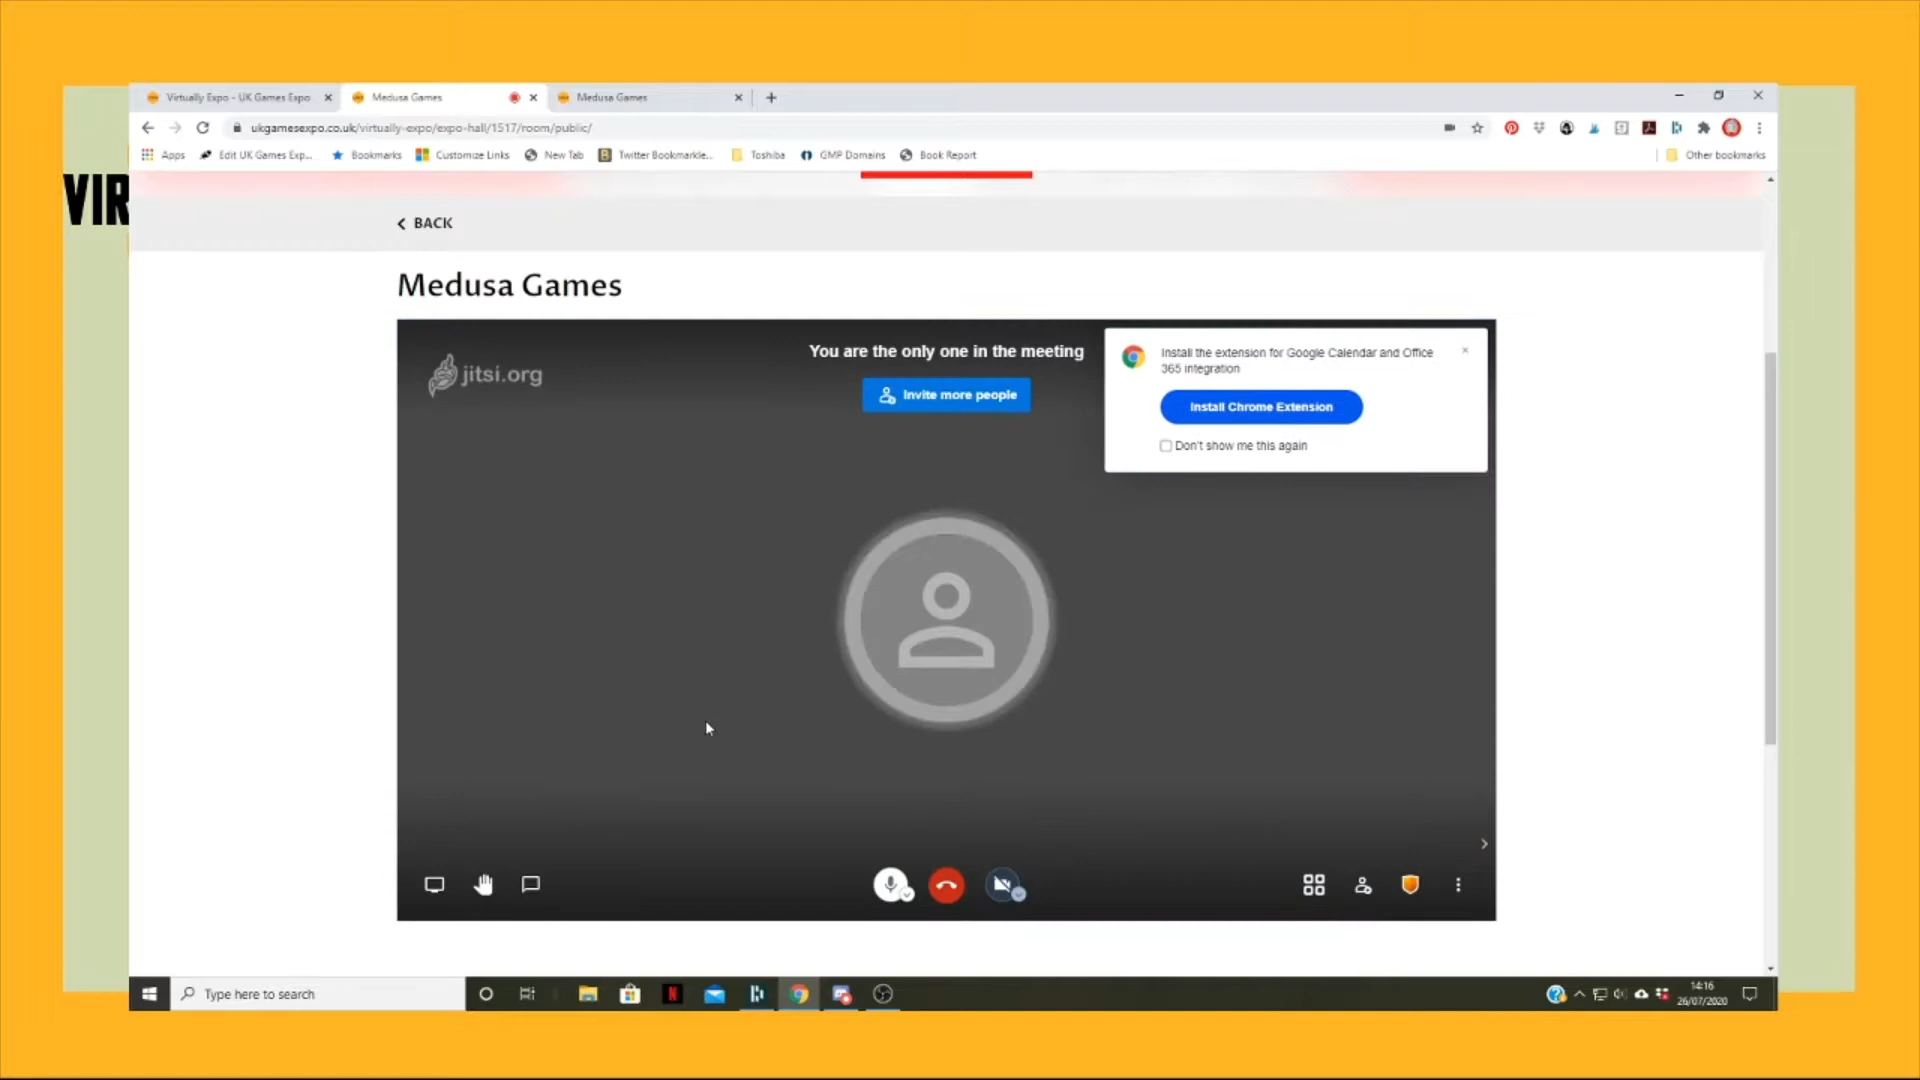 Virtually Expo - UK Games Expo
Medusa Games
Medusa Games
ukgamesexpo.co.uk/virtually-expo/expo-hall/1517/room/public/
Apps
Edit UK Games Exp...
Bookmarks
Customize Links
New Tab
Twitter Bookmarkle...
Toshiba
GMP Domains
Book Report
Other bookmarks
VIR
BACK
Medusa Games
jitsi.org
You are the only one in the meeting
Invite more people
Install the extension for Google Calendar and Office
365 integration
Install Chrome Extension
Don't show me this again
Type here to search
14:16
26/07/2020